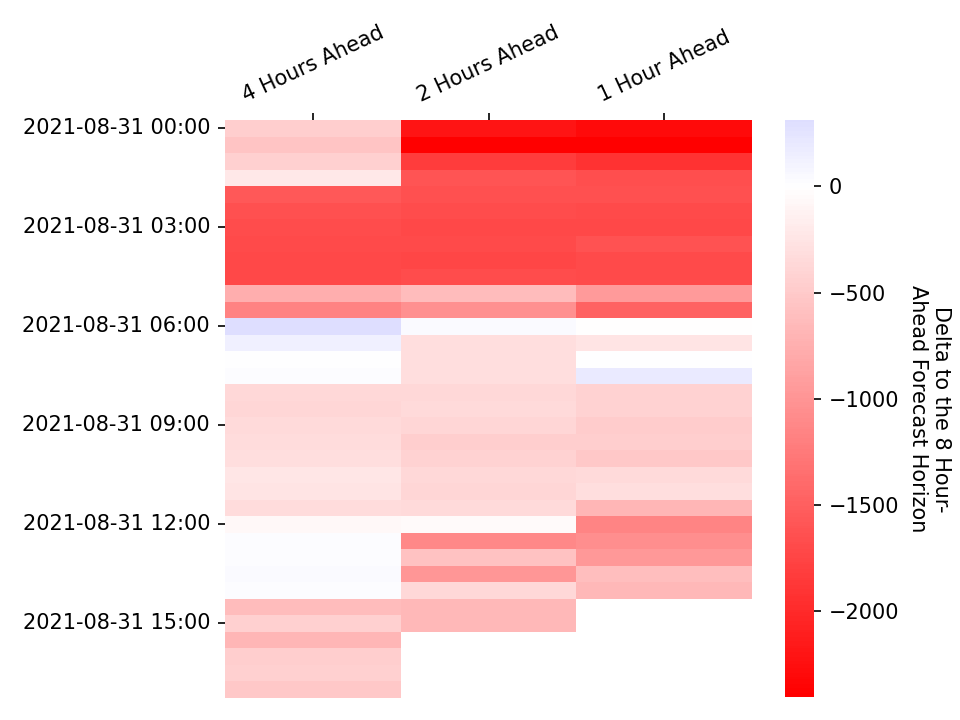 4 Hours Ahead
2 Hours Ahead
1 Hour Ahead
2021-08-31 00:00
2021-08-31 03:00
2021-08-31 06:00
2021-08-31 09:00
2021-08-31 12:00
2021-08-31 15:00
0
−500
−1000
−1500
−2000
Delta to the 8 Hour-
Ahead Forecast Horizon